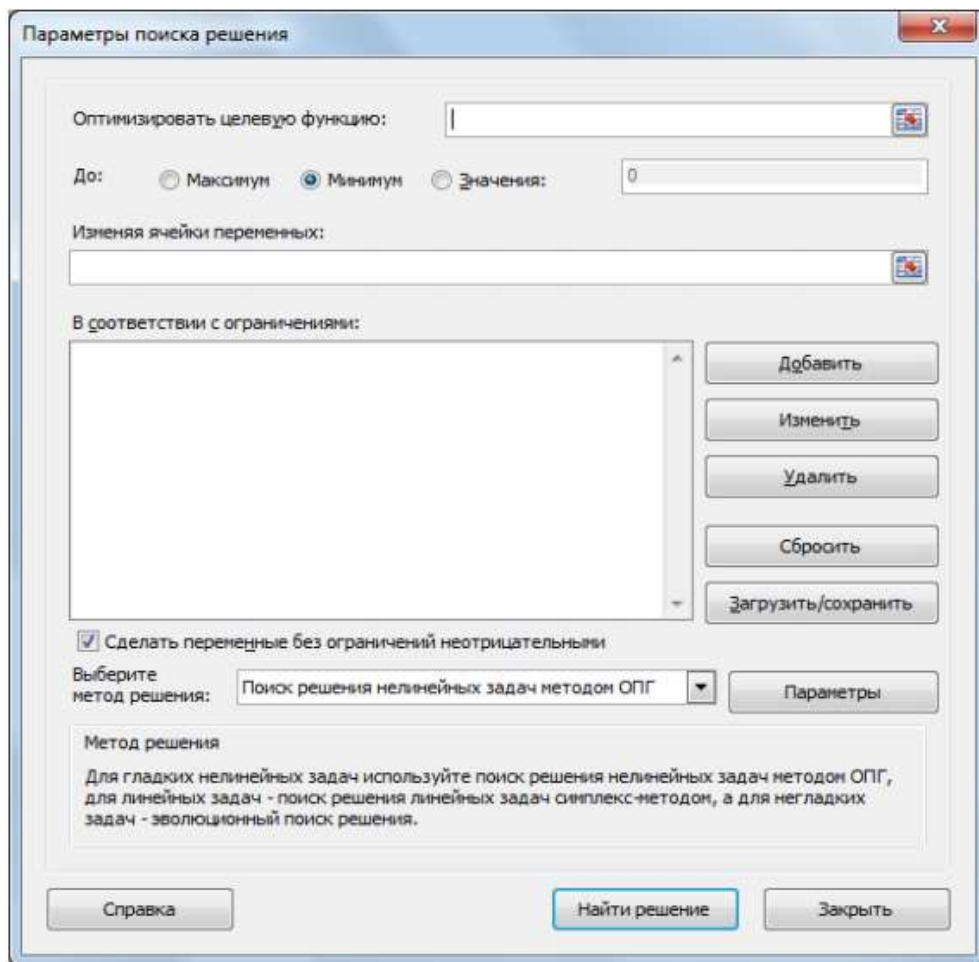 Параметры поиска решения
Оптимизировать целевую функцию:
До: Максимум Минимум Значения: 0
Изменяя ячейки переменных:
В соответствии с ограничениями:
Добавить
Изменить
Удалить
Сбросить
Загрузить/сохранить
Сделать переменные без ограничений неотрицательными
Выберите
метод решения:
Поиск решения нелинейных задач методом ОПГ
Параметры
Метод решения
Для гладких нелинейных задач используйте поиск решения нелинейных задач методом ОПГ,
для линейных задач - поиск решения линейных задач симплекс-методом, а для негладких
задач - эволюционный поиск решения.
Справка Найти решение Закрыть